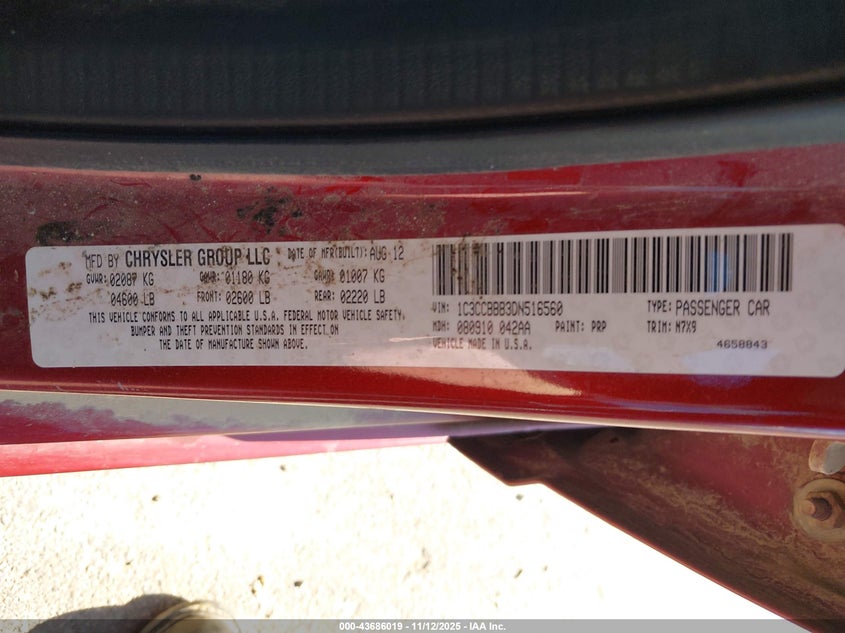 MFD BY CHRYSLER GROUP LLC DATE OF MFR(BUILT): AUG 12
GVWR: 02087 KG GAWR: 01180 KG GAWR: 01007 KG
04600 LB FRONT: 02600 LB REAR: 02220 LB
THIS VEHICLE CONFORMS TO ALL APPLICABLE U.S.A. FEDERAL MOTOR VEHICLE SAFETY,
BUMPER AND THEFT PREVENTION STANDARDS IN EFFECT ON
THE DATE OF MANUFACTURE SHOWN ABOVE.
VIN: 1C3CCBBB3DN516560 TYPE: PASSENGER CAR
MDH: 080910 042AA PAINT: PRP TRIM: M7X9
VEHICLE MADE IN U.S.A. 4658843
000-43686019 - 11/12/2025 - IAA Inc.